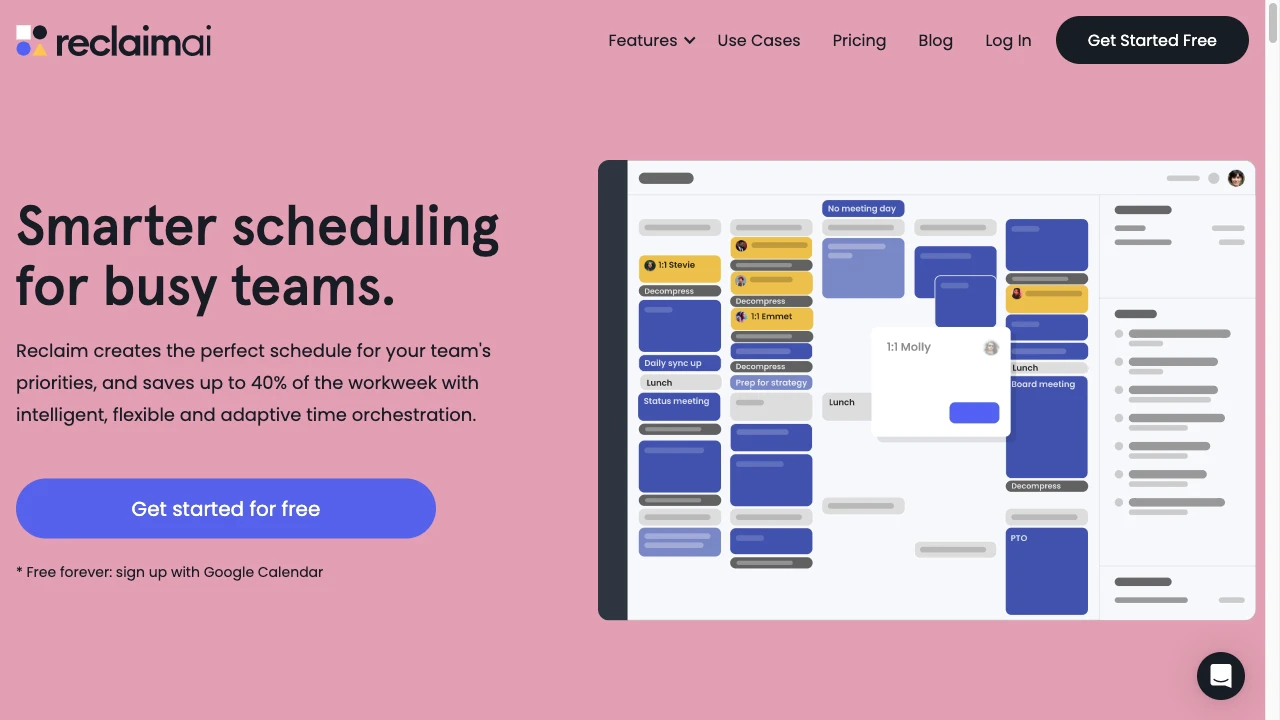 reclaimai
Features
Use Cases
Pricing
Blog
Log In
Get Started Free
Smarter scheduling
for busy teams.
Reclaim creates the perfect schedule for your team's
priorities, and saves up to 40% of the workweek with
intelligent, flexible and adaptive time orchestration.
Get started for free
* Free forever: sign up with Google Calendar
1:1 Stevie
Decompress
Daily sync up
Lunch
Status meeting
Decompress
1:1 Emmet
Decompress
Prep for strategy
No meeting day
Lunch
1:1 Molly
Lunch
Board meeting
Decompress
PTO